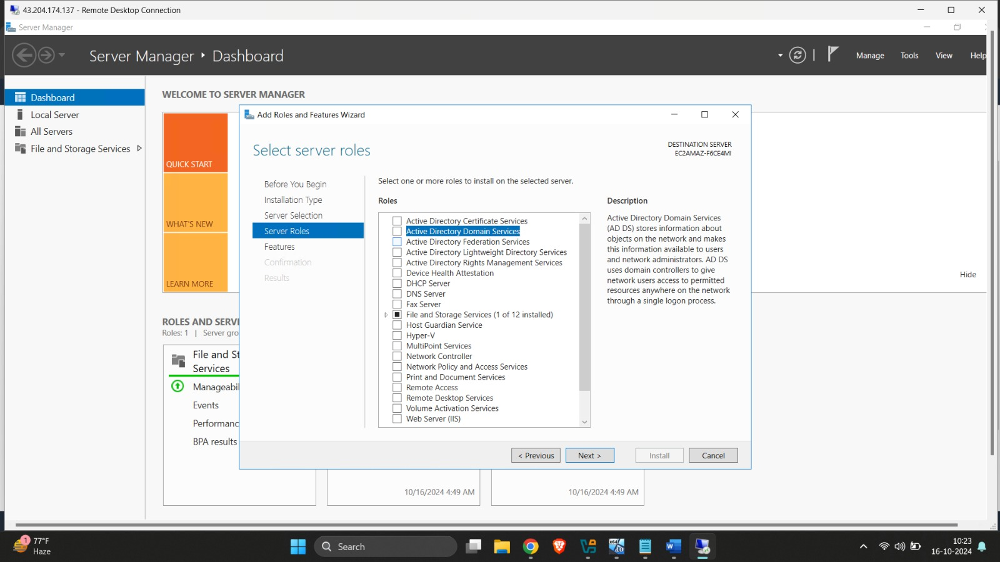 43.204.174.137 - Remote Desktop Connection
Server Manager
Server Manager ‣ Dashboard
Manage
Tools
View
Help
Dashboard
Local Server
All Servers
File and Storage Services
WELCOME TO SERVER MANAGER
QUICK START
WHAT'S NEW
LEARN MORE
Hide
ROLES AND SERV
Roles: 1 | Server gro
File and St
Services
Manageabil
Events
Performanc
BPA results
10/16/2024 4:49 AM
10/16/2024 4:49 AM
Add Roles and Features Wizard
Select server roles
DESTINATION SERVER
EC2AMAZ-F6CE4MI
Before You Begin
Installation Type
Server Selection
Server Roles
Features
Confirmation
Results
Select one or more roles to install on the selected server.
Roles
Active Directory Certificate Services
Active Directory Domain Services
Active Directory Federation Services
Active Directory Lightweight Directory Services
Active Directory Rights Management Services
Device Health Attestation
DHCP Server
DNS Server
Fax Server
File and Storage Services (1 of 12 installed)
Host Guardian Service
Hyper-V
MultiPoint Services
Network Controller
Network Policy and Access Services
Print and Document Services
Remote Access
Remote Desktop Services
Volume Activation Services
Web Server (IIS)
Description
Active Directory Domain Services
(AD DS) stores information about
objects on the network and makes
this information available to users
and network administrators. AD DS
uses domain controllers to give
network users access to permitted
resources anywhere on the network
through a single logon process.
< Previous
Next >
Install
Cancel
1
77°F
Haze
Search
x64
10:23
16-10-2024